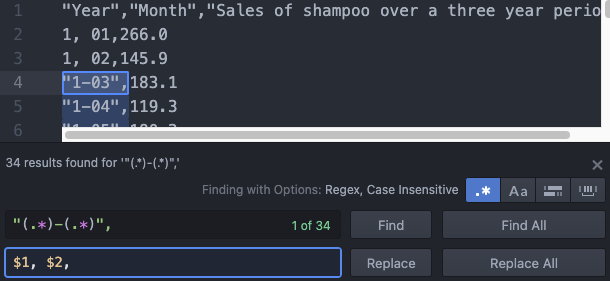 1 "Year","Month","Sales of shampoo over a three year perio
2 1, 01,266.0
3 1, 02,145.9
4 "1-03",183.1
5 "1-04",119.3
6
34 results found for '"(.*)-(.*)",'
Finding with Options: Regex, Case Insensitive .* Aa
"(.*)-(.*)", 1 of 34 Find Find All
$1, $2, Replace Replace All